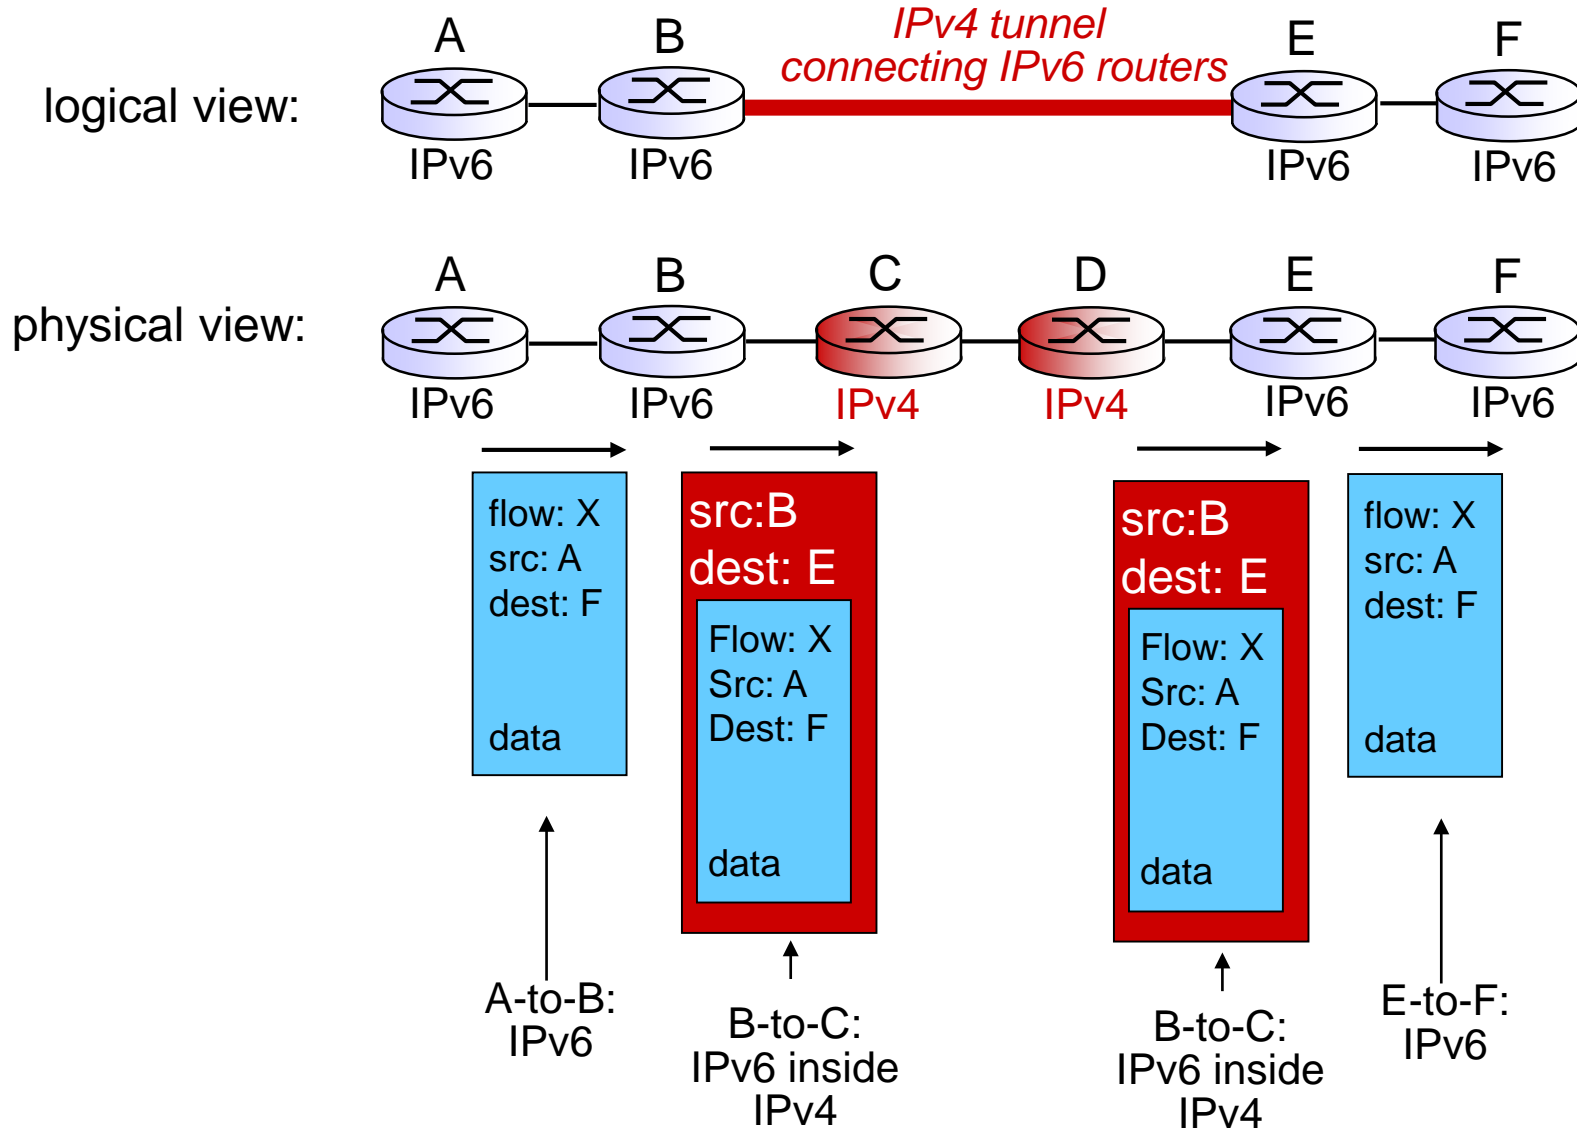 IPv4 tunnel
connecting IPv6 routers
A
B
E
F
logical view:
IPv6
IPv6
IPv6
IPv6
A
B
C
D
E
F
physical view:
IPv6
IPv6
IPv4
IPv4
IPv6
IPv6
flow: X
src: A
dest: F
data
src:B
dest: E
Flow: X
Src: A
Dest: F
data
src:B
dest: E
Flow: X
Src: A
Dest: F
data
flow: X
src: A
dest: F
data
A-to-B:
IPv6
B-to-C:
IPv6 inside
IPv4
B-to-C:
IPv6 inside
IPv4
E-to-F:
IPv6